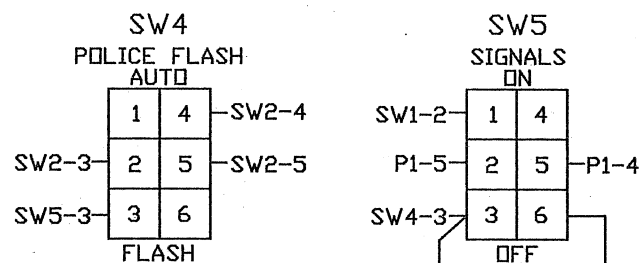 SW4 SW5
POLICE FLASH SIGNALS
AUTO ON
1 4 SW2-4 SW1-2 1 4
SW2-3 2 5 SW2-5 P1-5 2 5 P1-4
SW5-3 3 6 SW4-3 3 6
FLASH OFF